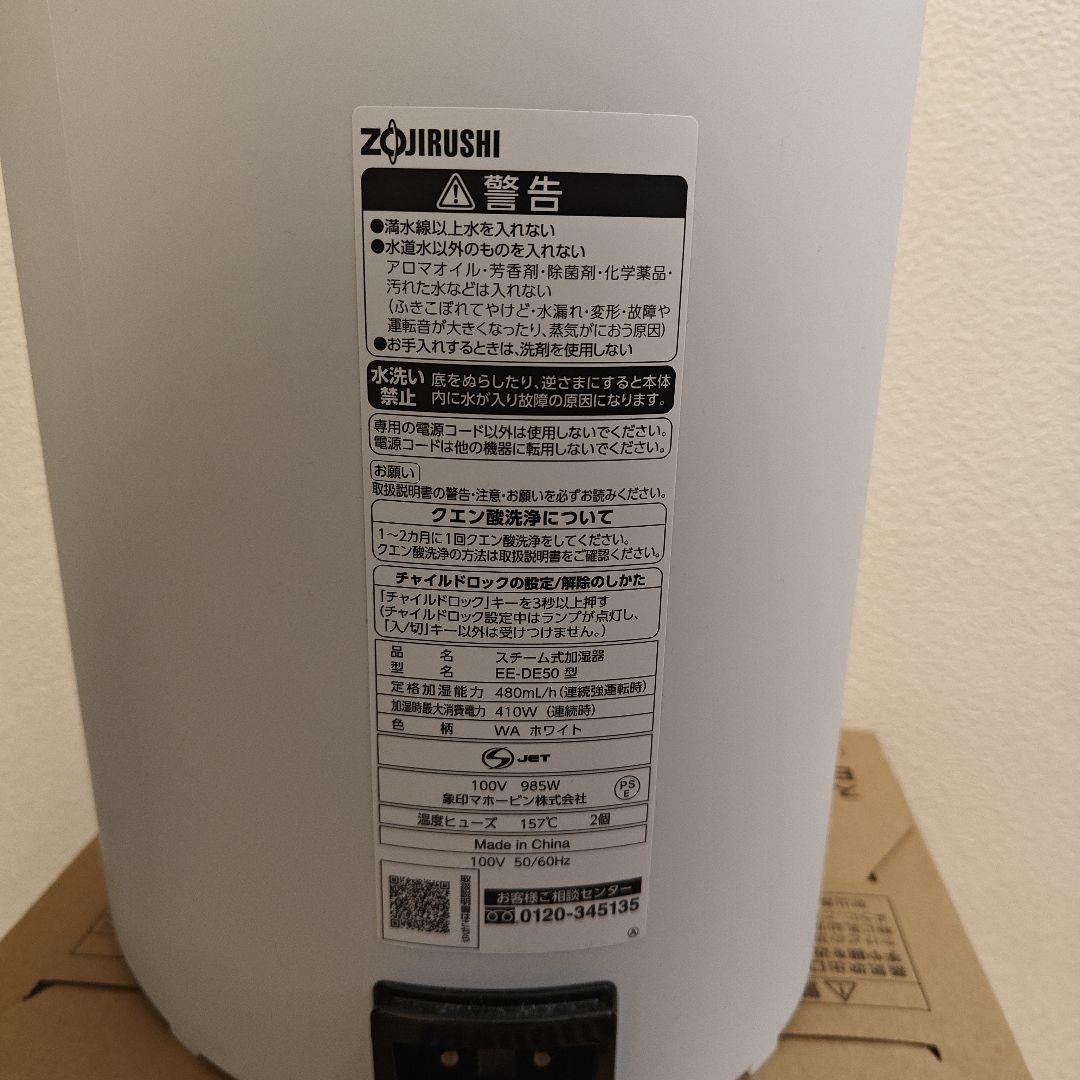 ZOJIRUSHI
警告
●満水線以上水を入れない
●水道水以外のものを入れない
アロマオイル・芳香剤・除菌剤・化学薬品・
汚れた水などは入れない
(ふきこぼれてやけど・水漏れ・変形・故障や
運転音が大きくなったり、蒸気がにおう原因)
●お手入れするときは、洗剤を使用しない
水洗い
禁止
底をぬらしたり、逆さまにすると本体
内に水が入り故障の原因になります。
専用の電源コード以外は使用しないでください。
電源コードは他の機器に転用しないでください。
お願い
取扱説明書の警告・注意・お願いを必ずお読みください。
クエン酸洗浄について
1〜2カ月に1回クエン酸洗浄をしてください。
クエン酸洗浄の方法は取扱説明書をご確認ください。
チャイルドロックの設定/解除のしかた
「チャイルドロック」キーを3秒以上押す
(チャイルドロック設定中はランプが点灯し、
「入/切」キー以外は受けつけません。)
品名 スチーム式加湿器
型名 EE-DE50 型
定格加湿能力 480mL/h(連続強運転時)
加湿時最大消費電力 410W (連続時)
色柄 WA ホワイト
JET
100V 985W
象印マホービン株式会社
PS
E
温度ヒューズ 157℃ 2個
Made in China
100V 50/60Hz
取扱説明書はこちら
お客様ご相談センター
0120-345135
Ⓐ